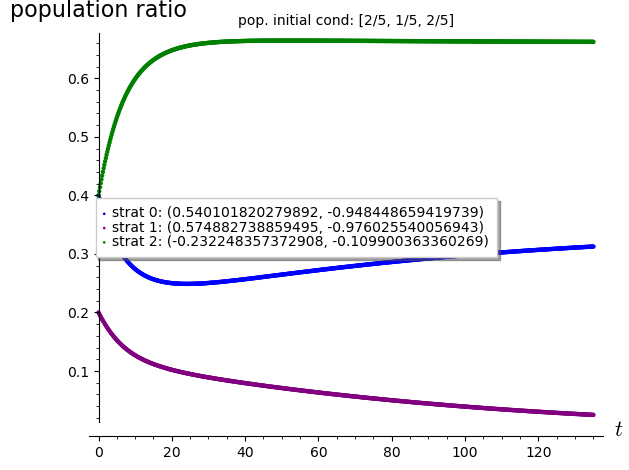 population ratio
pop. initial cond: [2/5, 1/5, 2/5]
0.6
0.5
0.4
strat 0: (0.540101820279892, -0.948448659419739)
strat 1: (0.574882738859495, -0.976025540056943)
strat 2: (-0.232248357372908, -0.109900363360269)
0.3
0.2
0.1
t
0 20 40 60 80 100 120